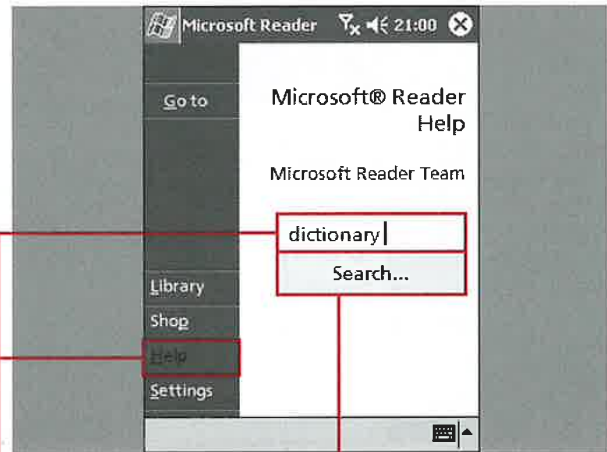 Microsoft Reader 21:00
Go to
Microsoft® Reader
Help
Microsoft Reader Team
dictionary
Search...
Library
Shop
Help
Settings